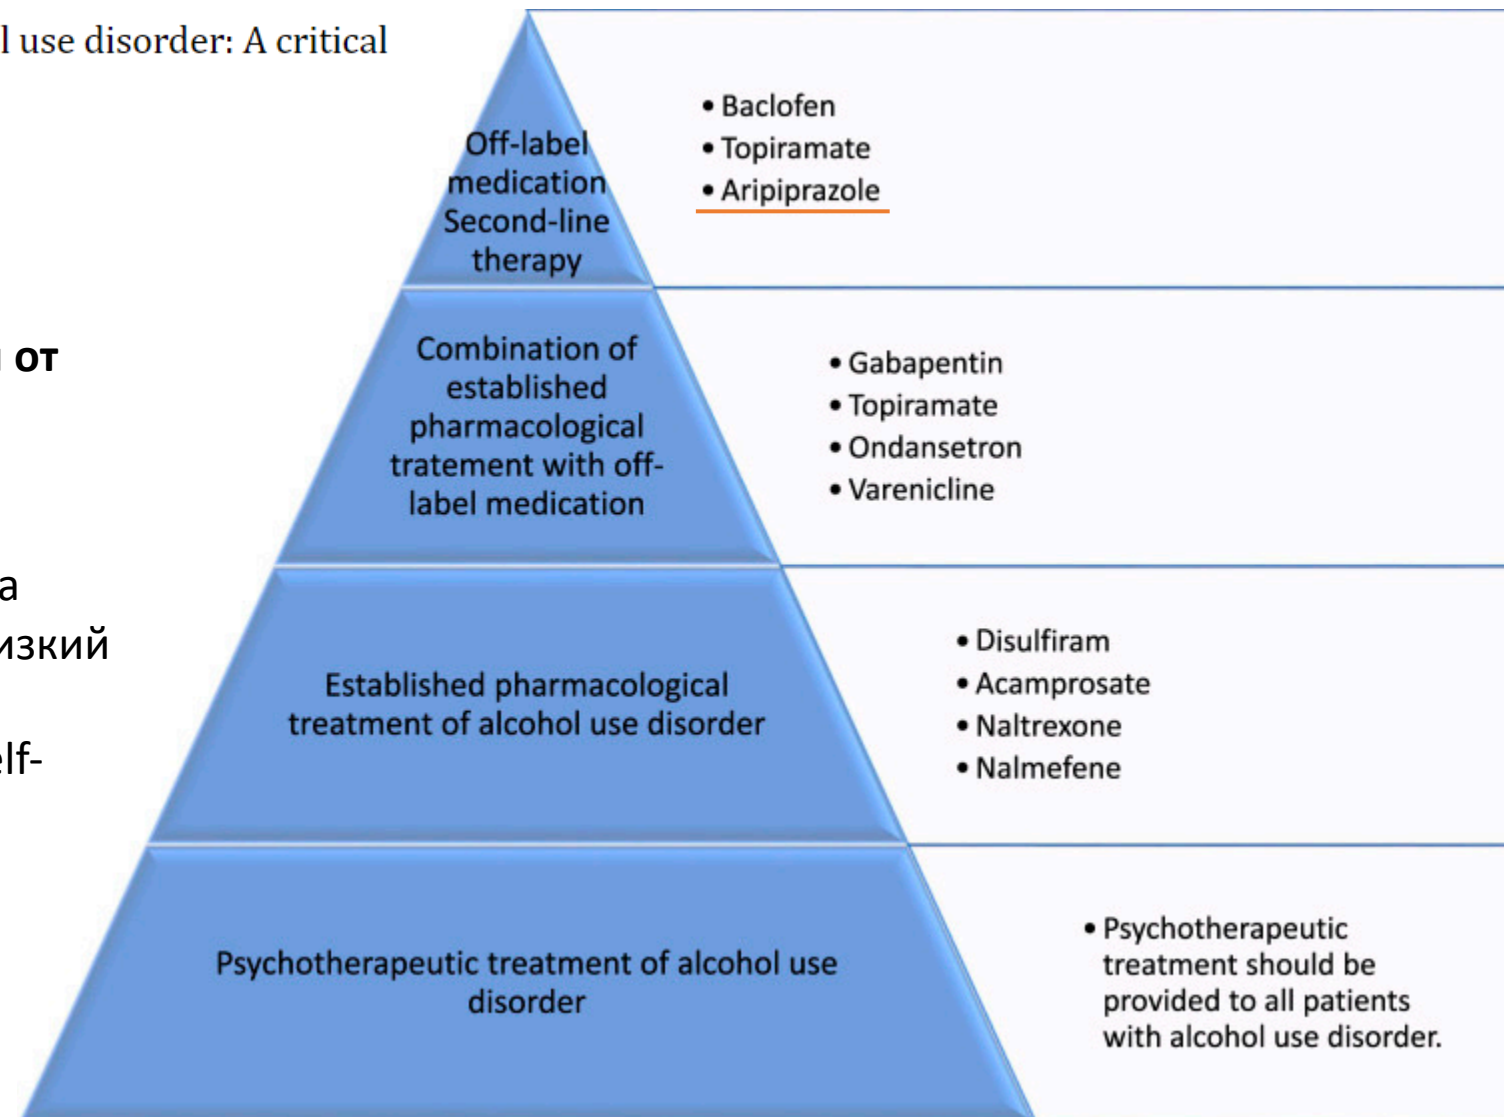 l use disorder: A critical
Off-label
medication
Second-line
therapy
• Baclofen
• Topiramate
• Aripiprazole
от
Combination of
established
pharmacological
tratement with off-
label medication
• Gabapentin
• Topiramate
• Ondansetron
• Varenicline
а
изкий
elf-
Established pharmacological
treatment of alcohol use disorder
• Disulfiram
• Acamprosate
• Naltrexone
• Nalmefene
Psychotherapeutic treatment of alcohol use
disorder
• Psychotherapeutic
treatment should be
provided to all patients
with alcohol use disorder.